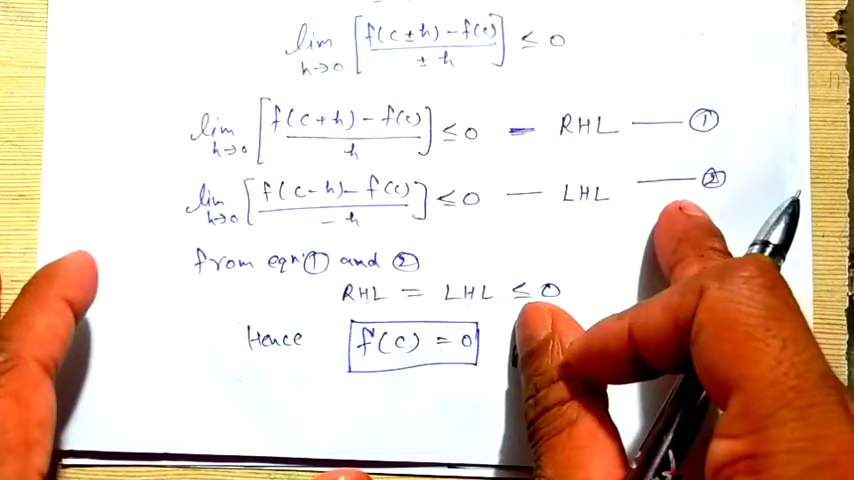 lim h→0 [f(c±h) - f(c) / ±h] ≤ 0
lim h→0 [f(c+h) - f(c) / h] ≤ 0 — RHL — ①
lim h→0 [f(c-h) - f(c) / -h] ≤ 0 — LHL — ②
from eqn ① and ②
RHL = LHL ≤ 0
Hence f'(c) = 0